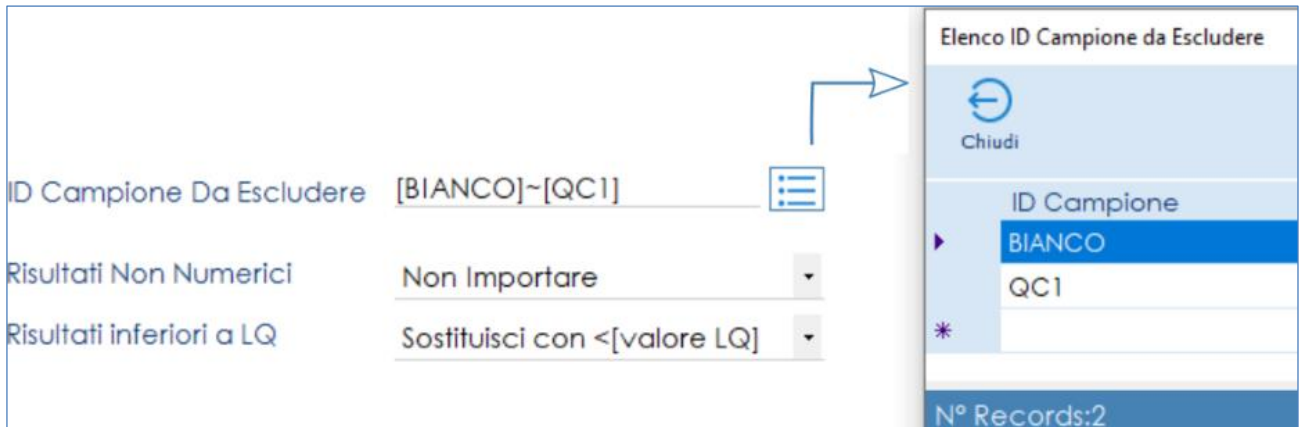 ID Campione Da Escludere [BIANCO]~[QC1]
Risultati Non Numerici Non Importare
Risultati inferiori a LQ Sostituisci con <[valore LQ]
Elenco ID Campione da Escludere
Chiudi
ID Campione
BIANCO
QC1
N° Records:2